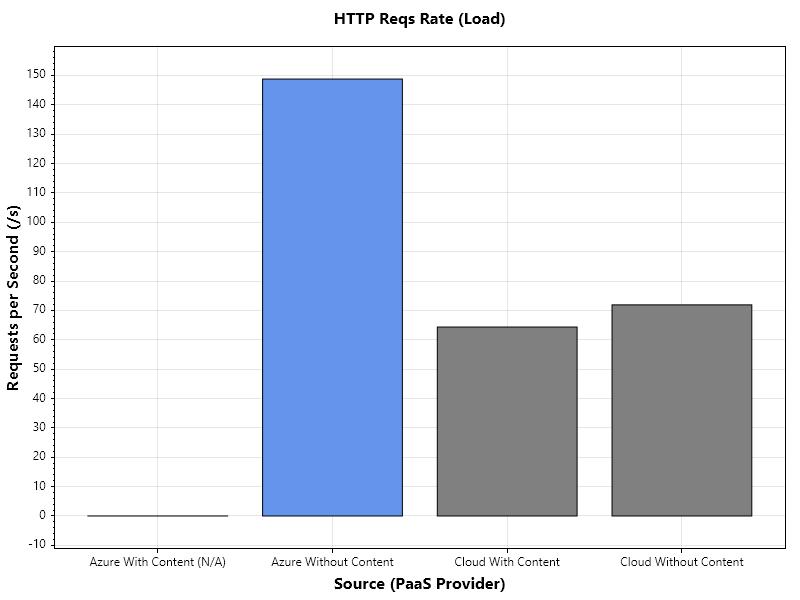 HTTP Reqs Rate (Load)
Requests per Second (/s)
150
140
130
120
110
100
90
80
70
60
50
40
30
20
10
0
-10
Azure With Content (N/A)
Azure Without Content
Cloud With Content
Cloud Without Content
Source (PaaS Provider)